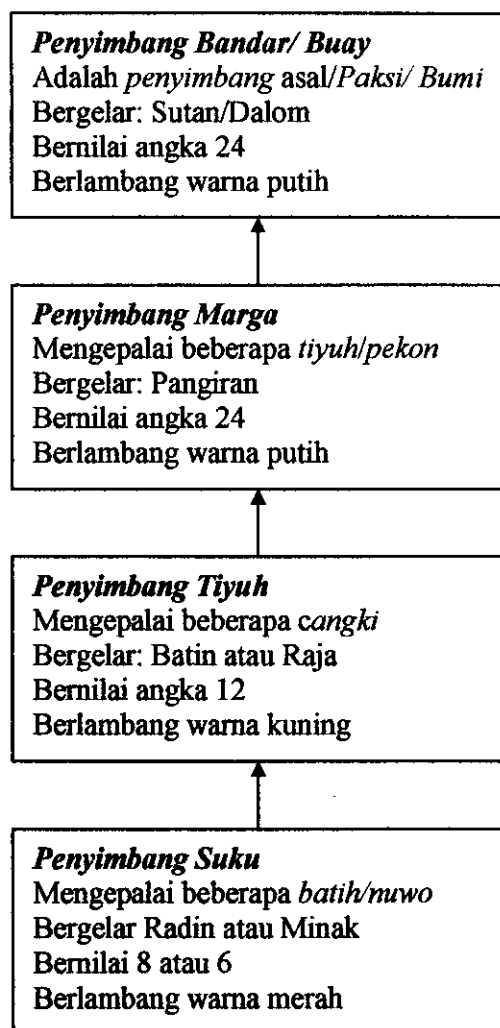 Penyimbang Bandar/ Buay
Adalah penyimbang asal/Paksi/ Bumi
Bergelar: Sutan/Dalom
Bernilai angka 24
Berlambang warna putih
Penyimbang Marga
Mengepalai beberapa tiyuh/pekon
Bergelar: Pangiran
Bernilai angka 24
Berlambang warna putih
Penyimbang Tiyuh
Mengepalai beberapa cangki
Bergelar: Batin atau Raja
Bernilai angka 12
Berlambang warna kuning
Penyimbang Suku
Mengepalai beberapa batih/nuwo
Bergelar Radin atau Minak
Bernilai 8 atau 6
Berlambang warna merah